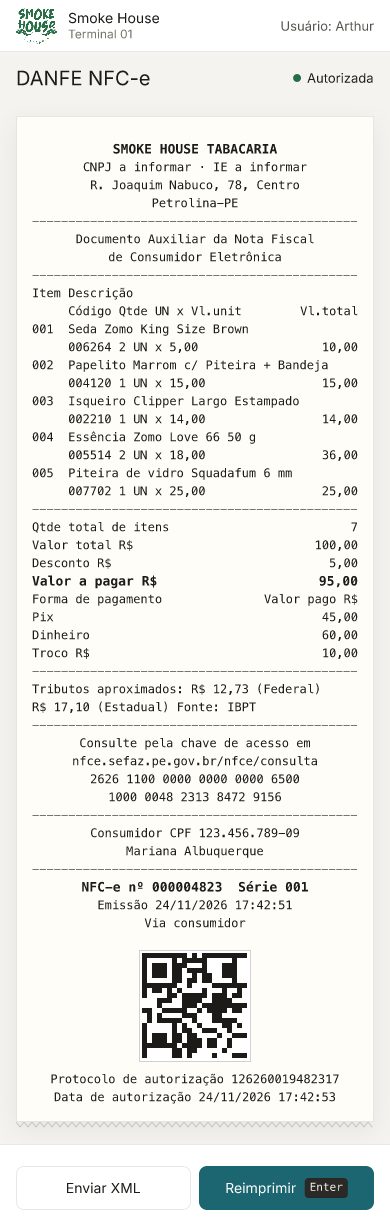 SMOKE HOUSE
Smoke House
Terminal 01
Usuário: Arthur
DANFE NFC-e
Autorizada
SMOKE HOUSE TABACARIA
CNPJ a informar · IE a informar
R. Joaquim Nabuco, 78, Centro
Petrolina–PE
Documento Auxiliar da Nota Fiscal
de Consumidor Eletrônica
Item Descrição
Código Qtde UN x Vl.unit Vl.total
001 Seda Zomo King Size Brown
006264 2 UN x 5,00 10,00
002 Papelito Marrom c/ Piteira + Bandeja
004120 1 UN x 15,00 15,00
003 Isqueiro Clipper Largo Estampado
002210 1 UN x 14,00 14,00
004 Essência Zomo Love 66 50 g
005514 2 UN x 18,00 36,00
005 Piteira de vidro Squadafum 6 mm
007702 1 UN x 25,00 25,00
Qtde total de itens 7
Valor total R$ 100,00
Desconto R$ 5,00
Valor a pagar R$ 95,00
Forma de pagamento Valor pago R$
Pix 45,00
Dinheiro 60,00
Troco R$ 10,00
Tributos aproximados: R$ 12,73 (Federal)
R$ 17,10 (Estadual) Fonte: IBPT
Consulte pela chave de acesso em
nfce.sefaz.pe.gov.br/nfce/consulta
2626 1100 0000 0000 0000 6500
1000 0048 2313 8472 9156
Consumidor CPF 123.456.789–09
Mariana Albuquerque
NFC–e nº 000004823 Série 001
Emissão 24/11/2026 17:42:51
Via consumidor
Protocolo de autorização 126260019482317
Data de autorização 24/11/2026 17:42:53
Enviar XML
Reimprimir Enter